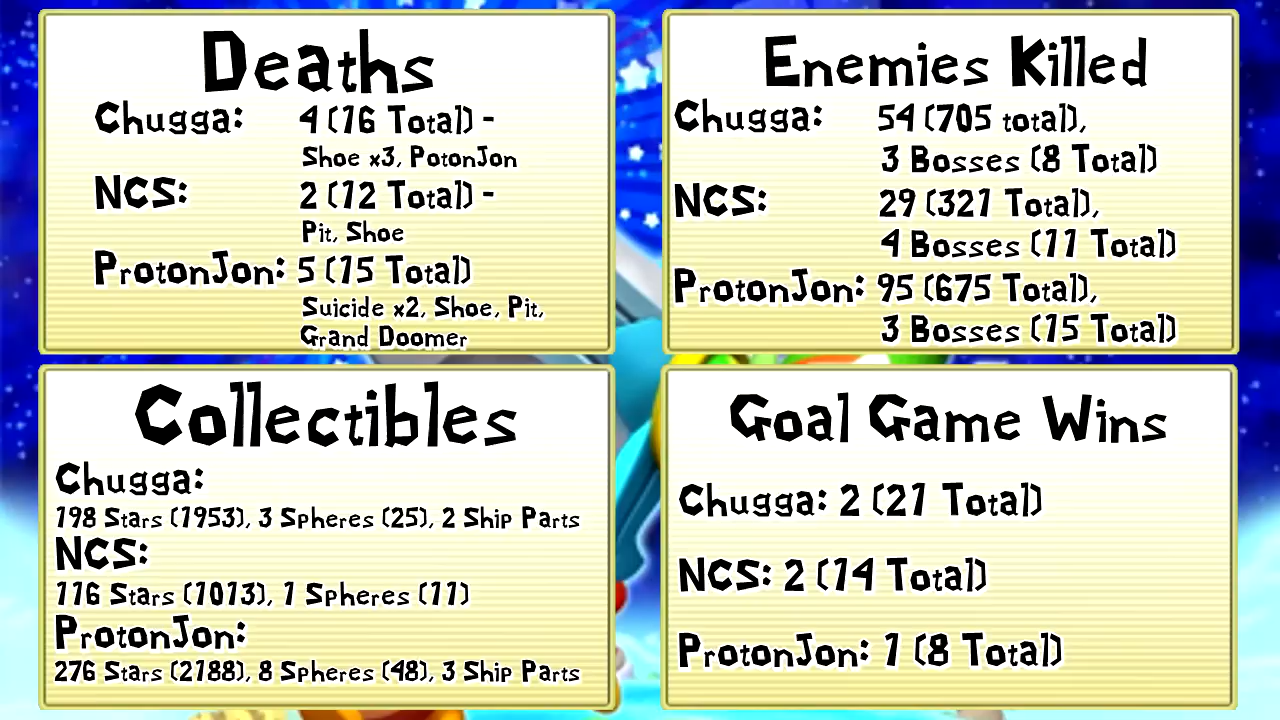 Deaths
Chugga: 4 (16 Total) -
Shoe x3, PotonJon
NCS: 2 (12 Total) -
Pit, Shoe
ProtonJon: 5 (15 Total)
Suicide x2, Shoe, Pit,
Grand Doomer
Enemies Killed
Chugga: 54 (705 total),
3 Bosses (8 Total)
NCS: 29 (321 Total),
4 Bosses (11 Total)
ProtonJon: 95 (675 Total),
3 Bosses (15 Total)
Collectibles
Chugga:
198 Stars (1953), 3 Spheres (25), 2 Ship Parts
NCS:
116 Stars (1013), 1 Spheres (11)
ProtonJon:
276 Stars (2188), 8 Spheres (48), 3 Ship Parts
Goal Game Wins
Chugga: 2 (21 Total)
NCS: 2 (14 Total)
ProtonJon: 1 (8 Total)